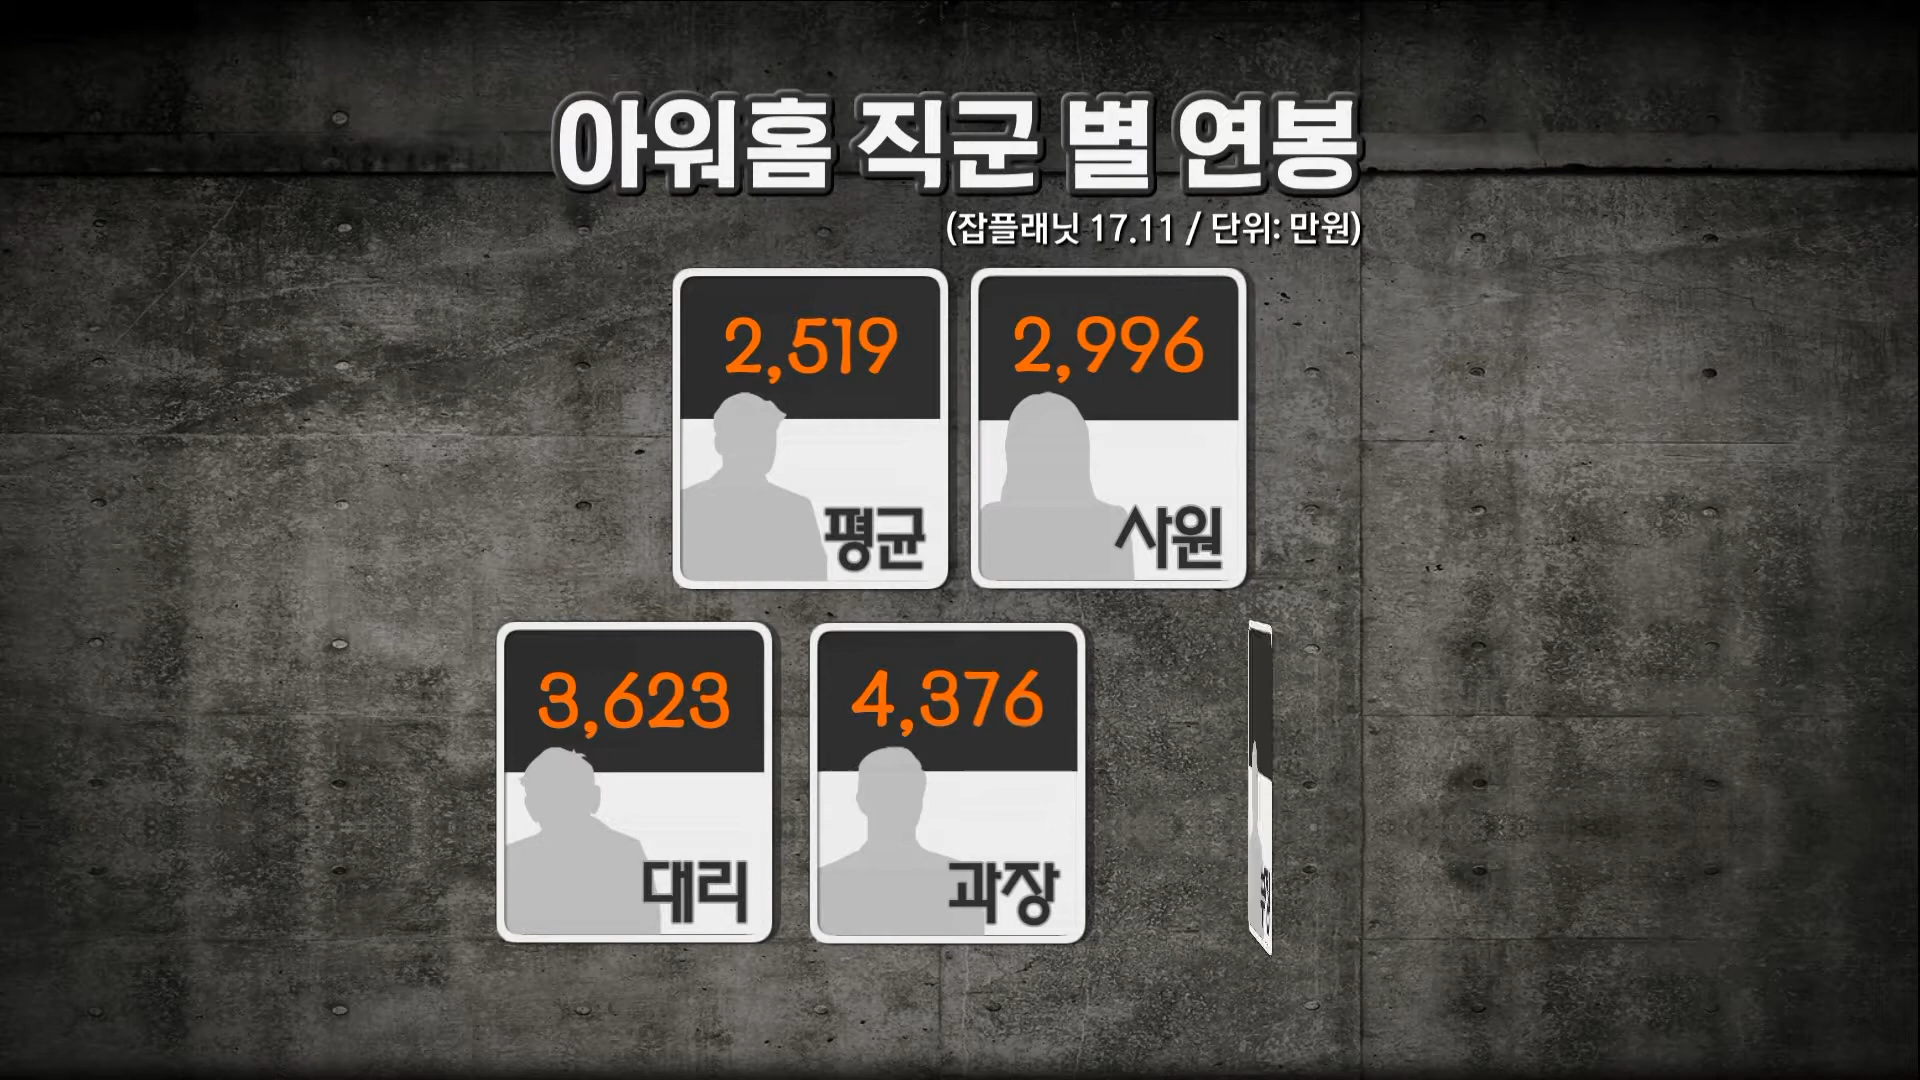 아워홈 직군 별 연봉
(잡플래닛 17.11 / 단위: 만원)
2,519
평균
2,996
사원
3,623
대리
4,376
과장